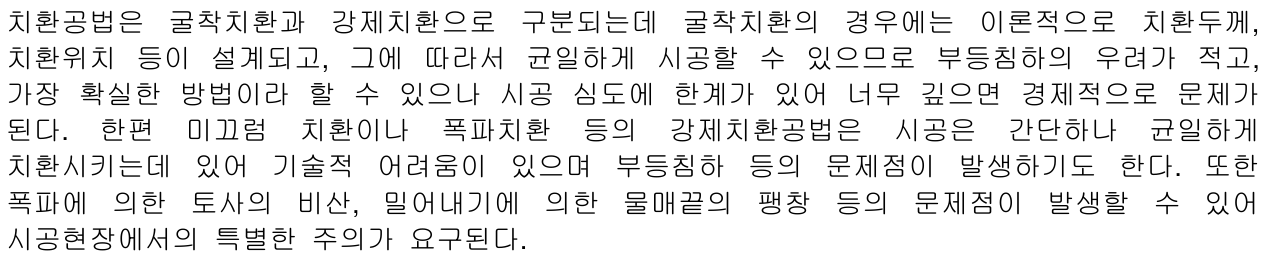 치환공법은 굴착치환과 강제치환으로 구분되는데 굴착치환의 경우에는 이론적으로 치환두께,
치환위치 등이 설계되고, 그에 따라서 균일하게 시공할 수 있으므로 부등침하의 우려가 적고,
가장 확실한 방법이라 할 수 있으나 시공 심도에 한계가 있어 너무 깊으면 경제적으로 문제가
된다. 한편 미끄럼 치환이나 폭파치환 등의 강제치환공법은 시공은 간단하나 균일하게
치환시키는데 있어 기술적 어려움이 있으며 부등침하 등의 문제점이 발생하기도 한다. 또한
폭파에 의한 토사의 비산, 밀어내기에 의한 물매끝의 팽창 등의 문제점이 발생할 수 있어
시공현장에서의 특별한 주의가 요구된다.